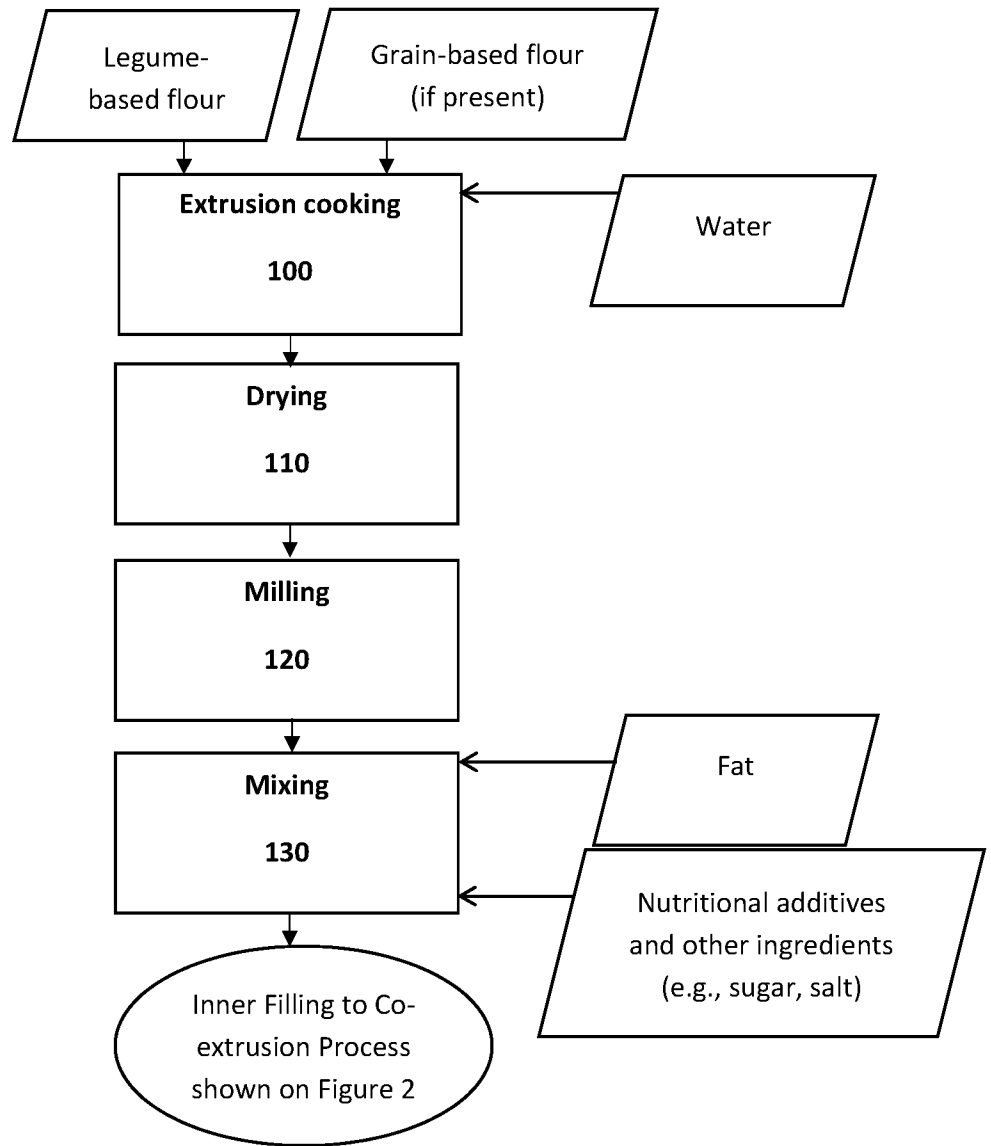 Legume-
based flour
Grain-based flour
(if present)
Extrusion cooking
100
Water
Drying
110
Milling
120
Mixing
130
Fat
Nutritional additives
and other ingredients
(e.g., sugar, salt)
Inner Filling to Co-
extrusion Process
shown on Figure 2